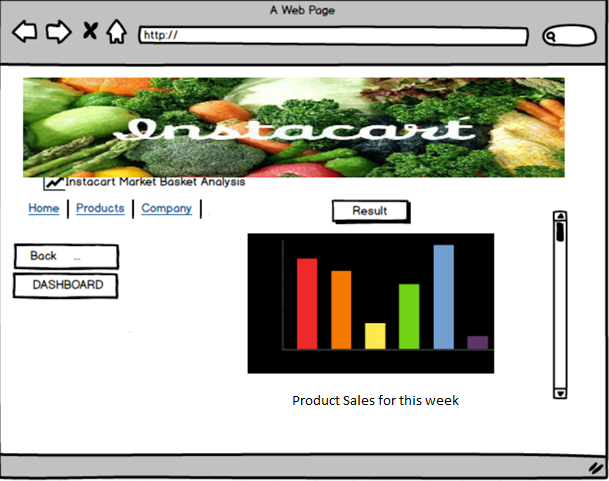 A Web Page
http://
Instacart
Instacart Market Basket Analysis
Home
Products
Company
Result
Back ...
DASHBOARD
Product Sales for this week